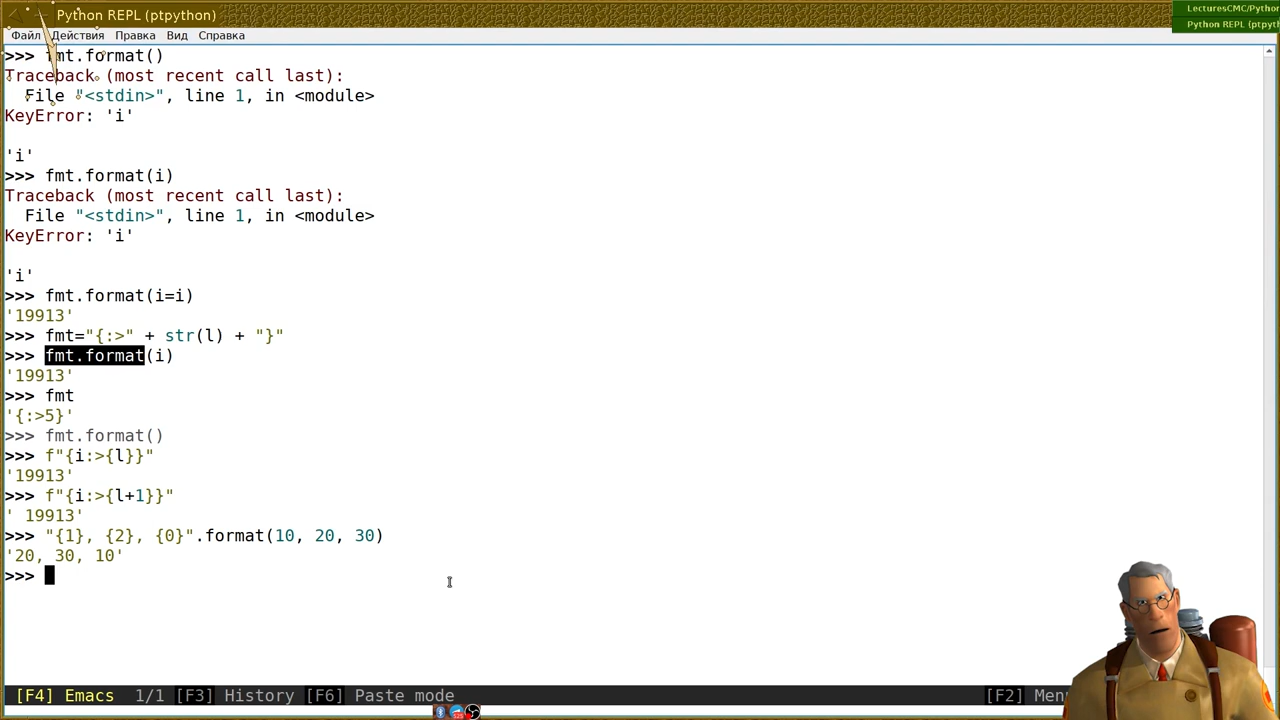 Python REPL (ptpython)
LecturesCMC/Python
Python REPL (ptpyth
Файл Действия Правка Вид Справка
>>> fmt.format()
Traceback (most recent call last):
  File "<stdin>", line 1, in <module>
KeyError: 'i'
'i'
>>> fmt.format(i)
Traceback (most recent call last):
  File "<stdin>", line 1, in <module>
KeyError: 'i'
'i'
>>> fmt.format(i=i)
'19913'
>>> fmt="{:>" + str(l) + "}"
>>> fmt.format(i)
'19913'
>>> fmt
'{:>5}'
>>> fmt.format()
>>> f"{i:>{l}}"
'19913'
>>> f"{i:>{l+1}}"
' 19913'
>>> "{1}, {2}, {0}".format(10, 20, 30)
'20, 30, 10'
>>>
[F4] Emacs 1/1 [F3] History [F6] Paste mode [F2] Menu